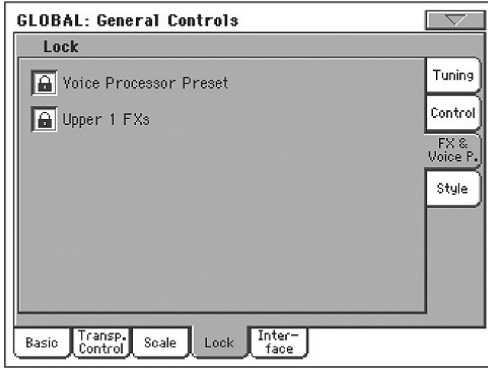 GLOBAL: General Controls
Lock
Voice Processor Preset
Upper 1 FXs
Tuning
Control
FX &
Voice P.
Style
Basic
Transp.
Control
Scale
Lock
Inter-
face